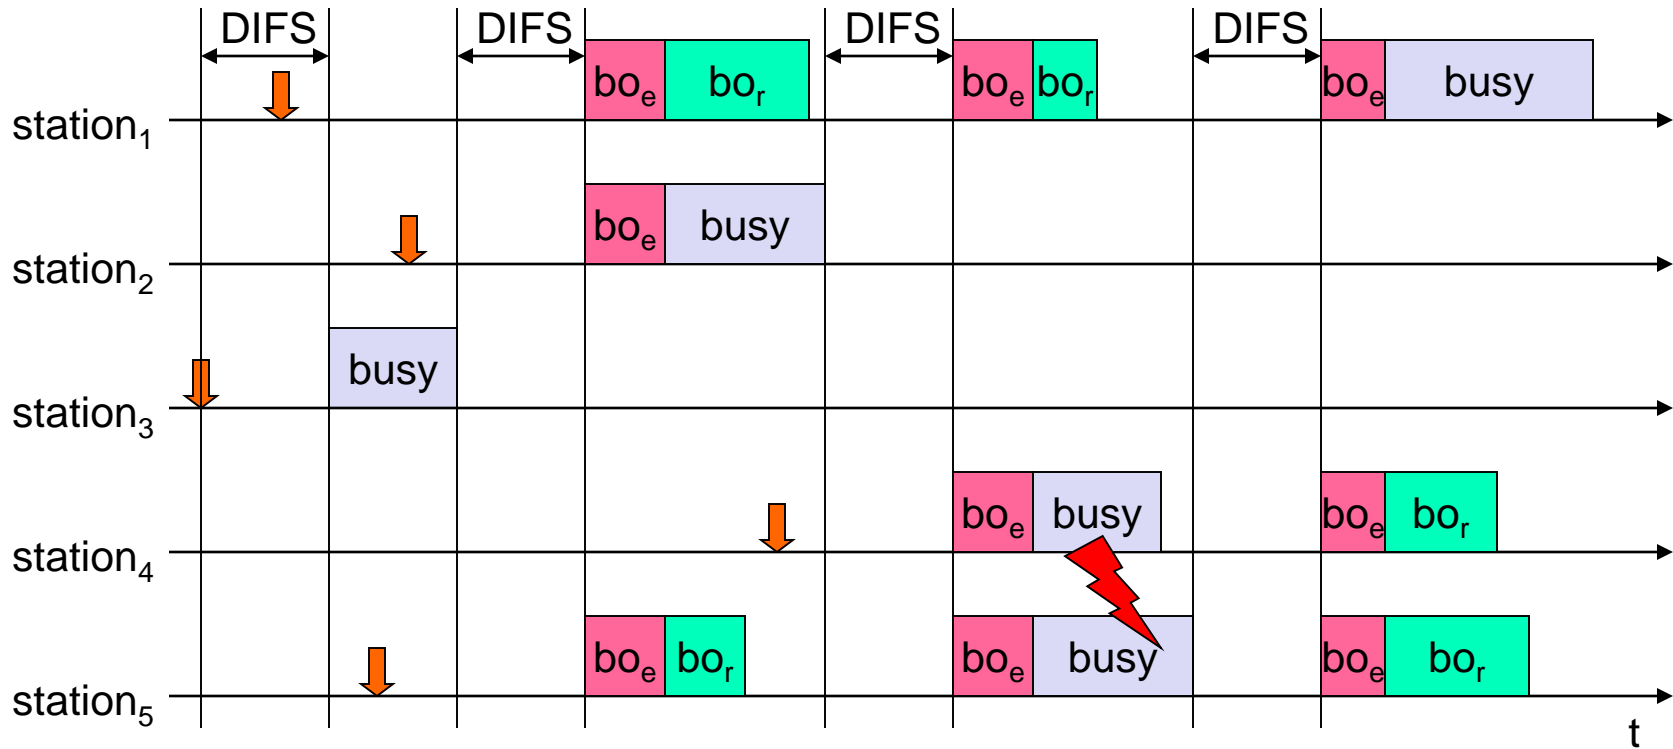 DIFS DIFS DIFS DIFS
station₁ boₑ boᵣ boₑ boᵣ boₑ busy
station₂ boₑ busy
station₃ busy
station₄ boₑ busy boₑ boᵣ
station₅ boₑ boᵣ boₑ busy boₑ boᵣ
t